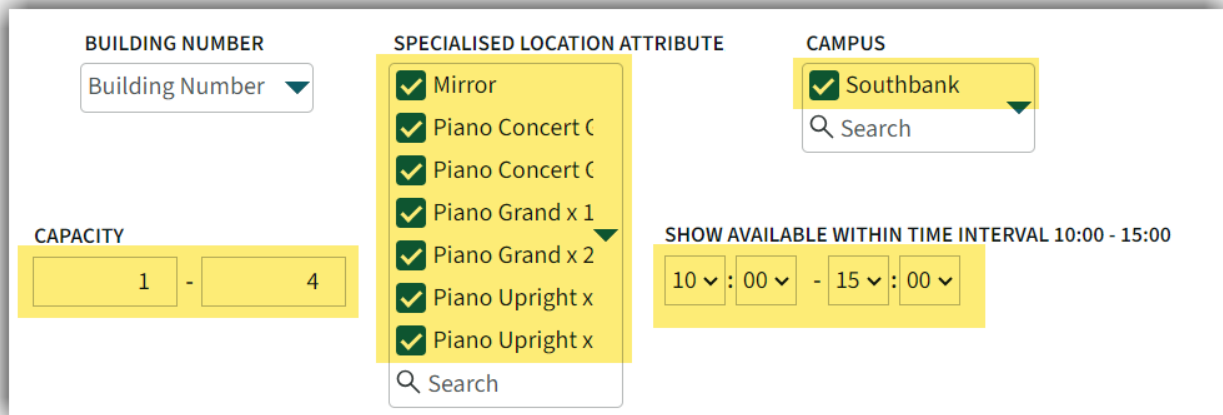 BUILDING NUMBER
Building Number
SPECIALISED LOCATION ATTRIBUTE
Mirror
Piano Concert
Piano Concert
Piano Grand x 1
Piano Grand x 2
Piano Upright x
Piano Upright x
Search
CAMPUS
Southbank
Search
CAPACITY
1 - 4
SHOW AVAILABLE WITHIN TIME INTERVAL 10:00 - 15:00
10 : 00 - 15 : 00